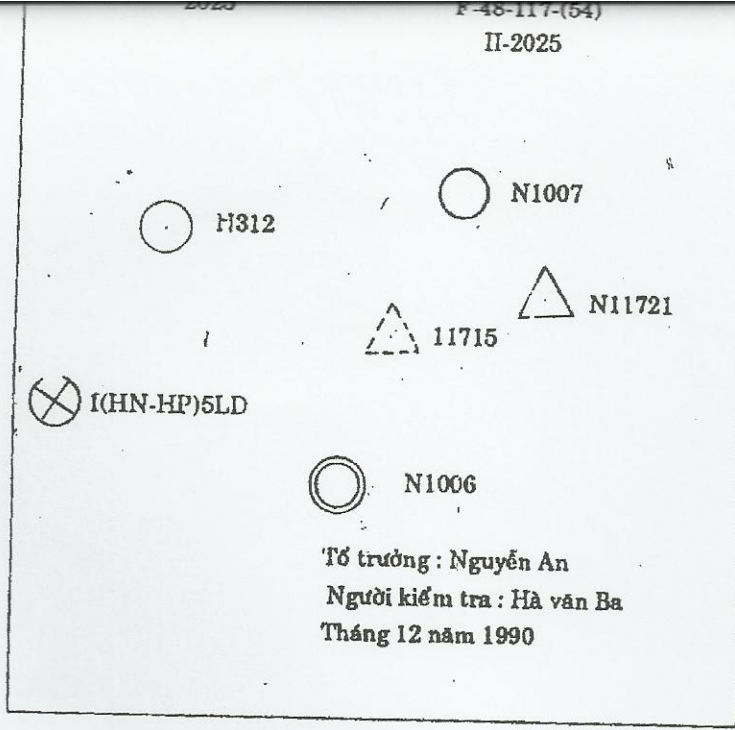 2025
F-48-117-(54)
II-2025
N1007
H312
N11721
11715
I(HN-HP)5LD
N1006
Tổ trưởng : Nguyễn An
Người kiểm tra : Hà văn Ba
Tháng 12 năm 1990